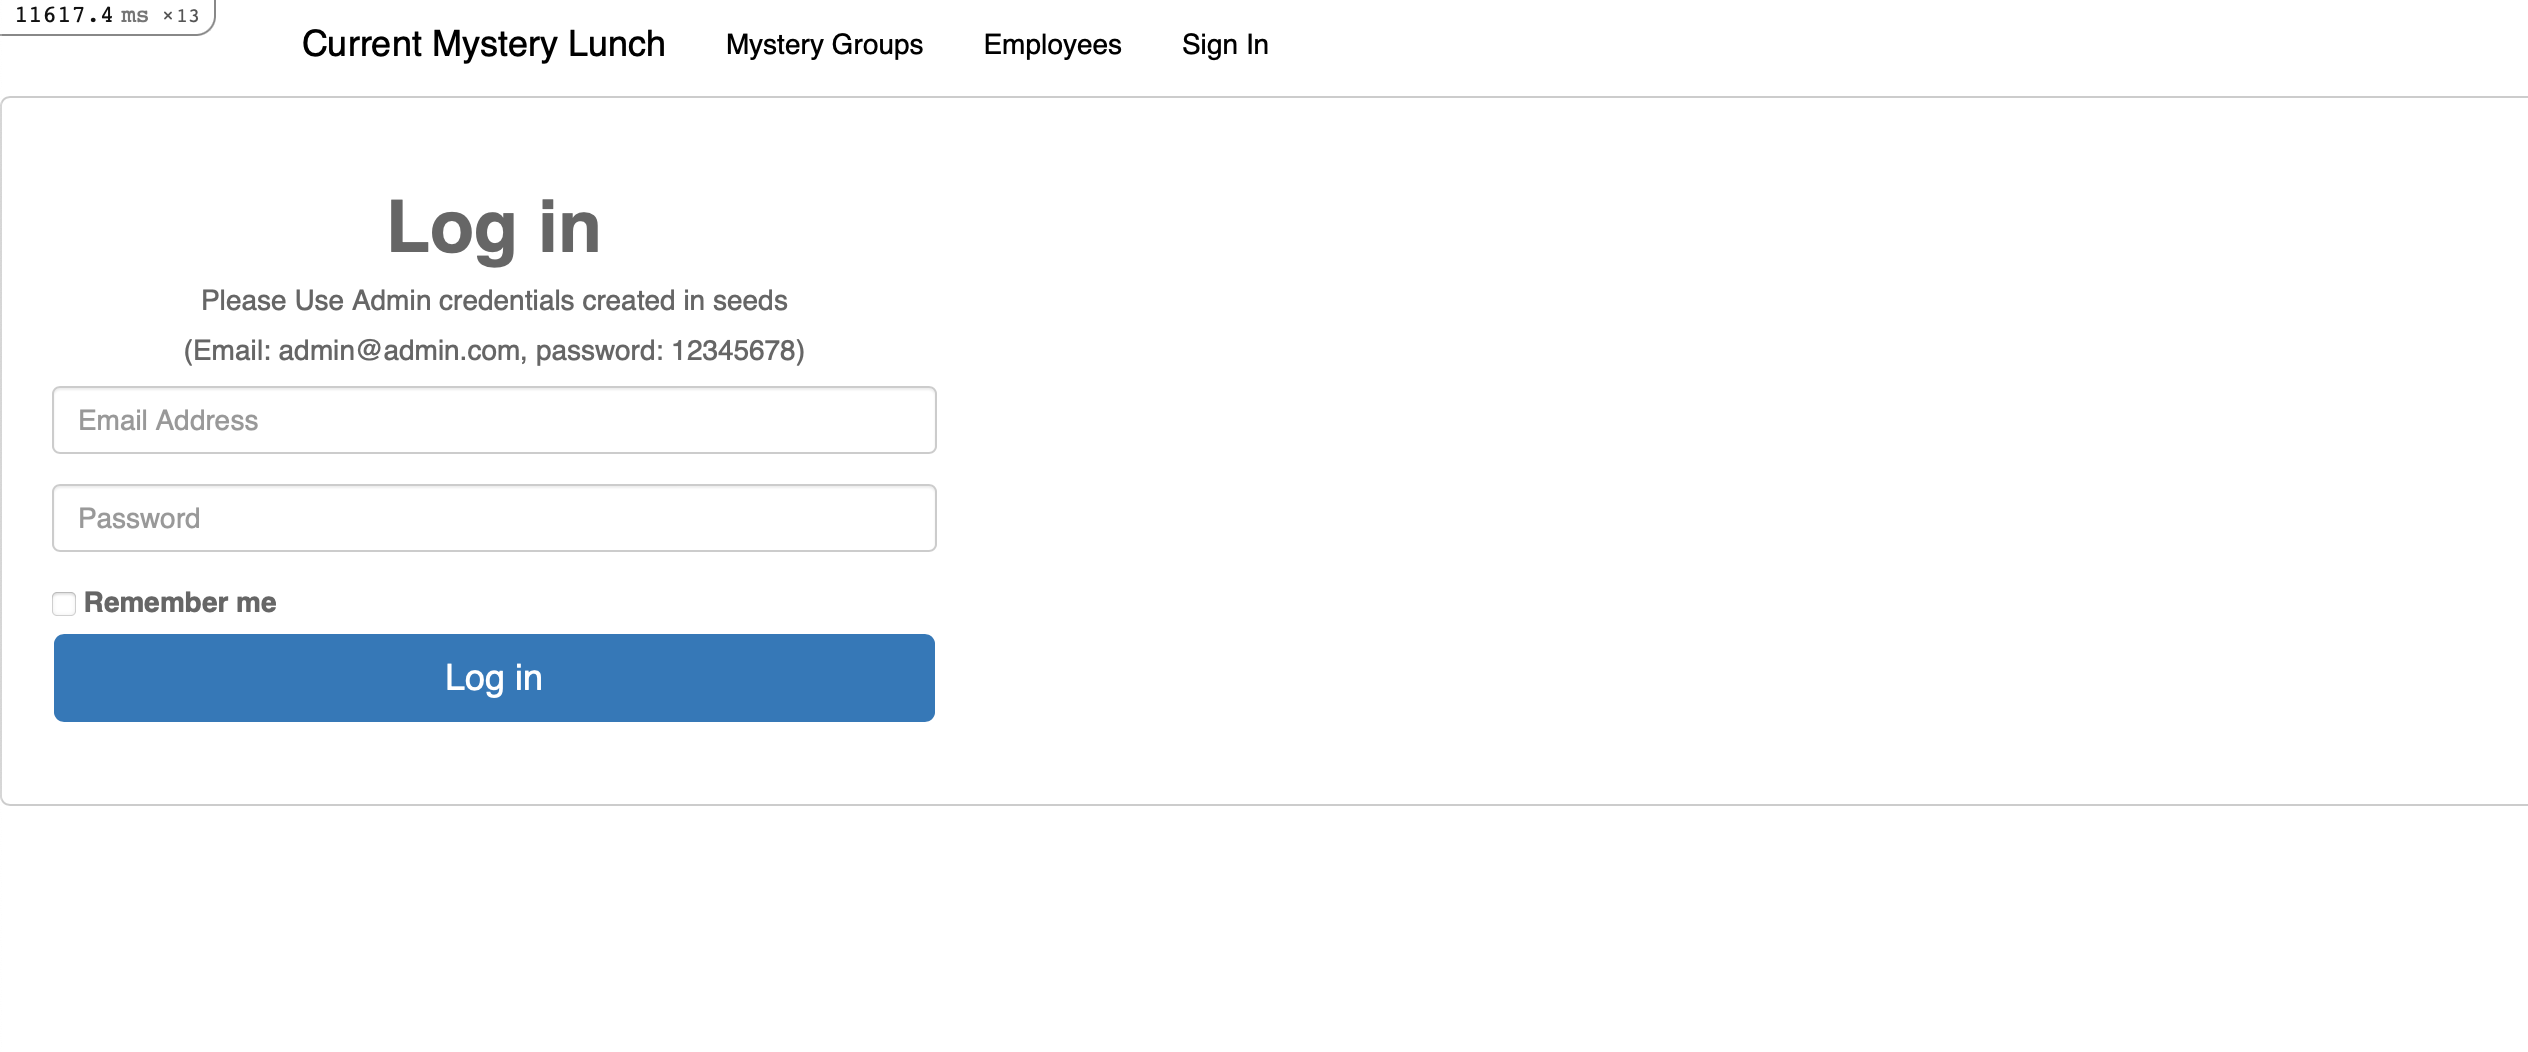 11617.4 ms ×13
Current Mystery Lunch Mystery Groups Employees Sign In
Log in
Please Use Admin credentials created in seeds
(Email: admin@admin.com, password: 12345678)
Email Address
Password
Remember me
Log in